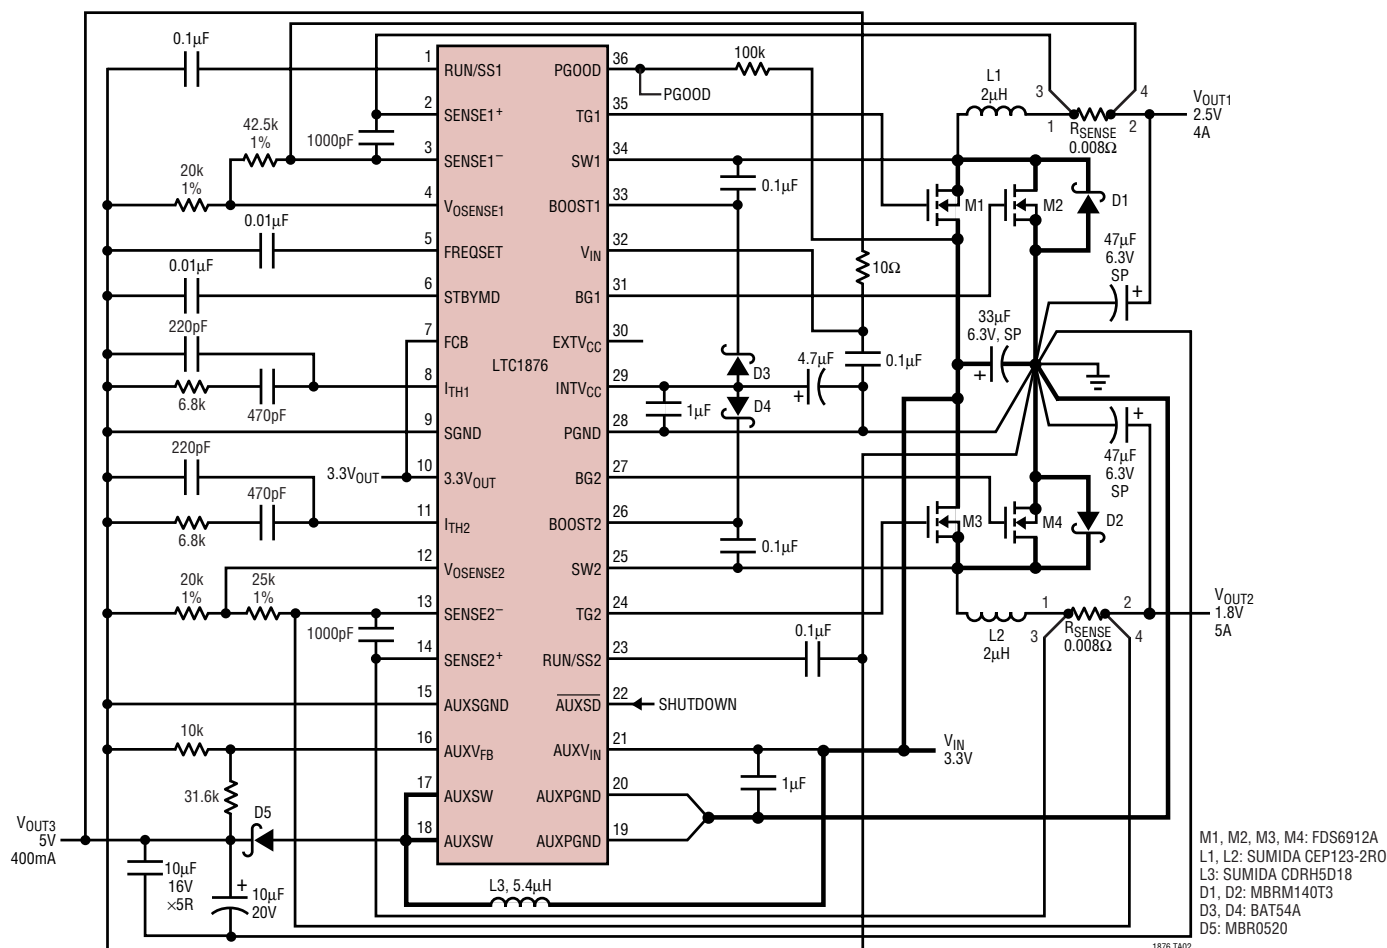 0.1µF
1
RUN/SS1
PGOOD
36
100k
PGOOD
2
SENSE1+
TG1
35
42.5k
1%
1000pF
3
SENSE1−
SW1
34
0.1µF
20k
1%
4
VOSENSE1
BOOST1
33
0.01µF
5
FREQSET
VIN
32
10Ω
0.01µF
6
STBYMD
BG1
31
220pF
7
FCB
EXTVCC
30
LTC1876
6.8k
470pF
8
ITH1
INTVCC
29
1µF
D3
D4
4.7µF
+
0.1µF
9
SGND
PGND
28
220pF
3.3VOUT
10
3.3VOUT
BG2
27
470pF
6.8k
11
ITH2
BOOST2
26
0.1µF
12
VOSENSE2
SW2
25
20k
1%
25k
1%
13
SENSE2−
TG2
24
1000pF
14
SENSE2+
RUN/SS2
23
0.1µF
15
AUXSGND
AUXSD
22
SHUTDOWN
10k
16
AUXVFB
AUXVIN
21
VIN
3.3V
31.6k
17
AUXSW
AUXPGND
20
1µF
18
AUXSW
AUXPGND
19
D5
VOUT3
5V
400mA
10µF
16V
×5R
+
10µF
20V
L3, 5.4µH
L1
2µH
3
4
1
2
RSENSE
0.008Ω
VOUT1
2.5V
4A
M1
M2
D1
47µF
6.3V
SP
+
33µF
6.3V, SP
+
+
47µF
6.3V
SP
M3
M4
D2
L2
2µH
1
2
3
4
RSENSE
0.008Ω
VOUT2
1.8V
5A
M1, M2, M3, M4: FDS6912A
L1, L2: SUMIDA CEP123-2RO
L3: SUMIDA CDRH5D18
D1, D2: MBRM140T3
D3, D4: BAT54A
D5: MBR0520
1876 TA02